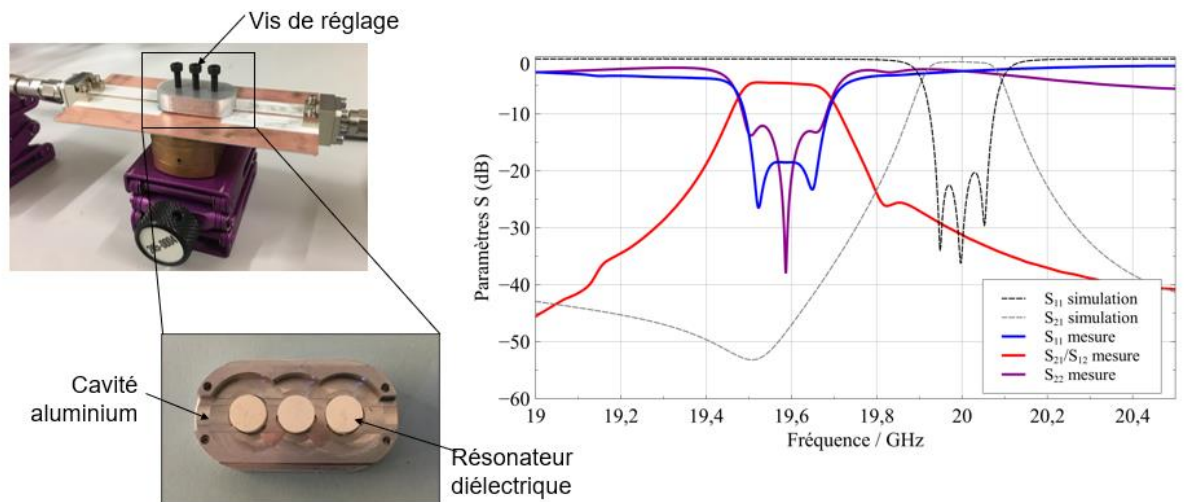 Vis de réglage
Cavité
aluminium
Résonateur
diélectrique
Paramètres S (dB)
0
−10
−20
−30
−40
−50
−60
19
19,2
19,4
19,6
19,8
20
20,2
20,4
Fréquence / GHz
S₁₁ simulation
S₂₁ simulation
S₁₁ mesure
S₂₁/S₁₂ mesure
S₂₂ mesure